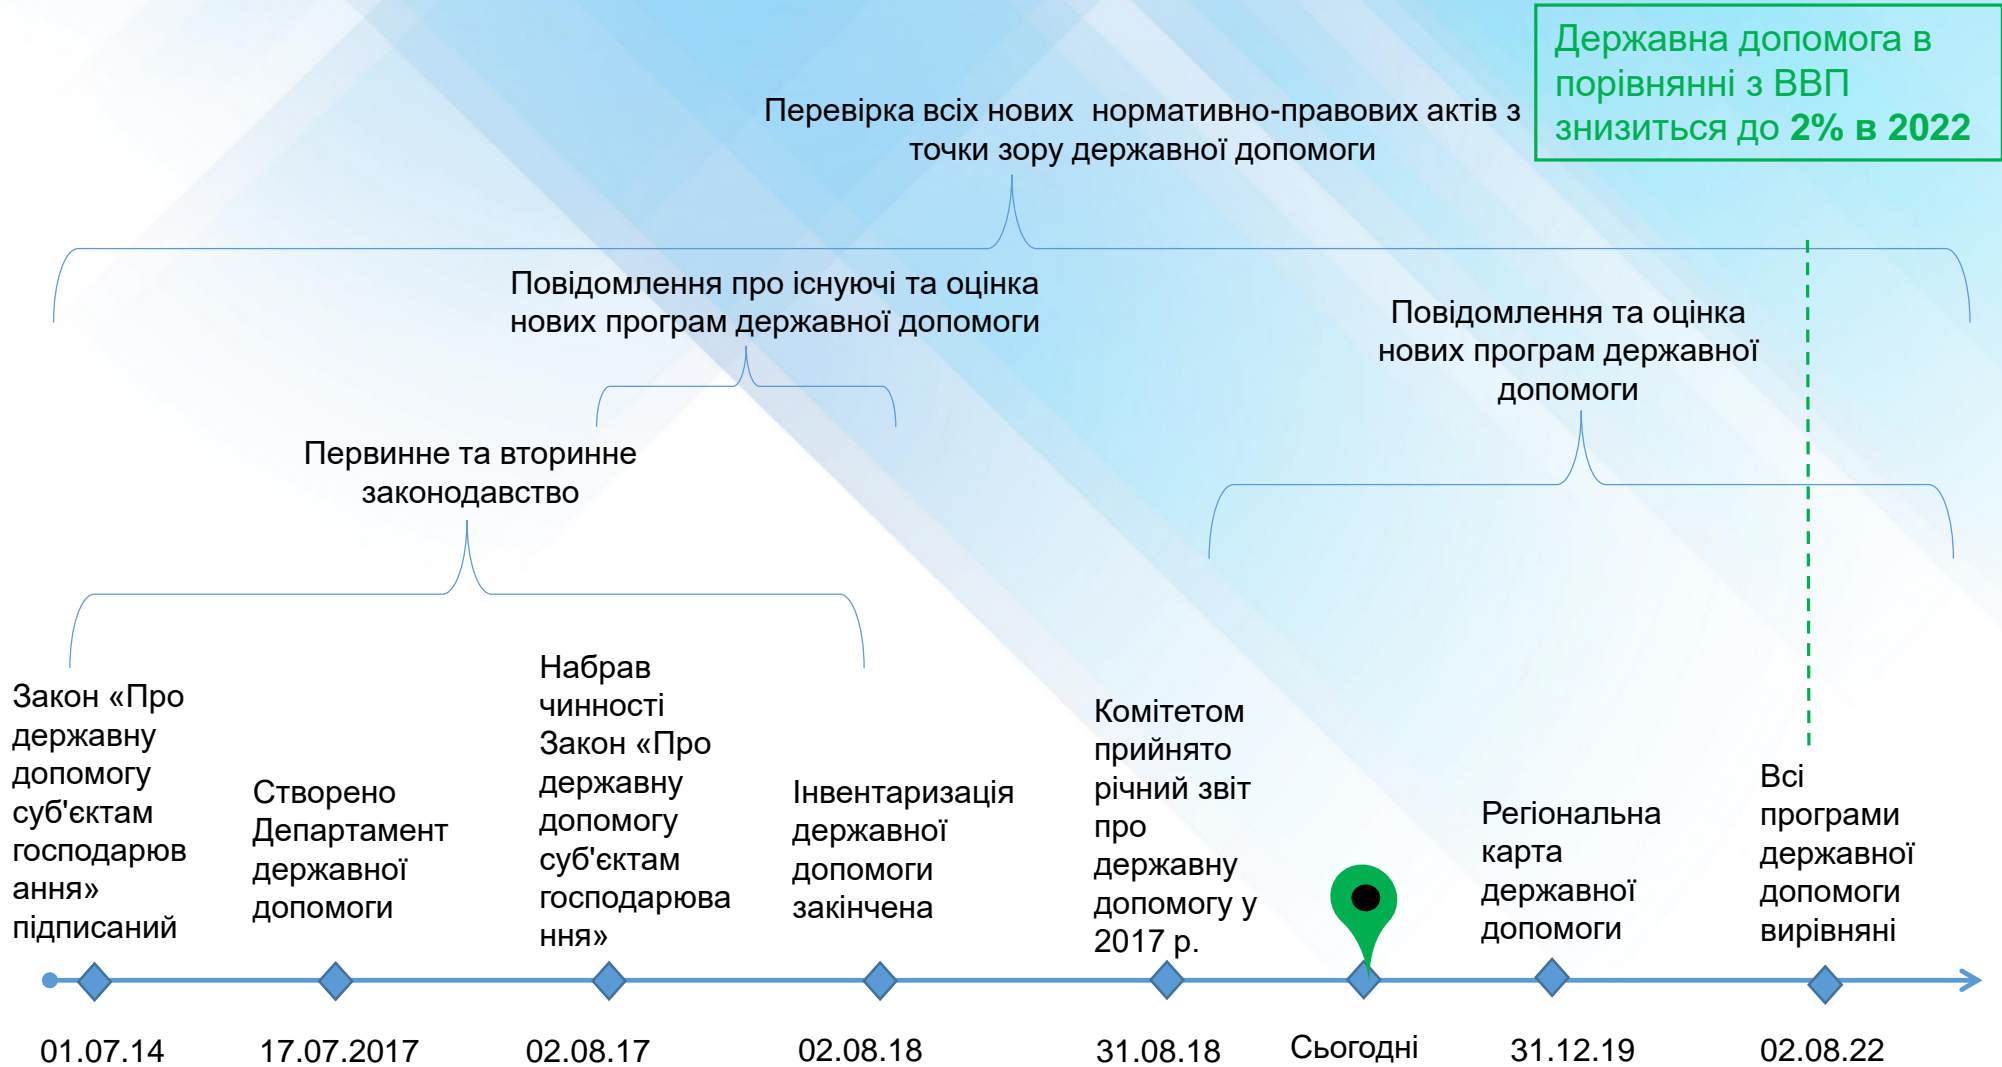 Державна допомога в
порівнянні з ВВП
знизиться до 2% в 2022
Перевірка всіх нових нормативно-правових актів з
точки зору державної допомоги
Повідомлення про існуючі та оцінка
нових програм державної допомоги
Повідомлення та оцінка
нових програм державної
допомоги
Первинне та вторинне
законодавство
Закон «Про
державну
допомогу
суб'єктам
господарюв
ання»
підписаний
Створено
Департамент
державної
допомоги
Набрав
чинності
Закон «Про
державну
допомогу
суб'єктам
господарюва
ння»
Інвентаризація
державної
допомоги
закінчена
Комітетом
прийнято
річний звіт
про
державну
допомогу у
2017 р.
Регіональна
карта
державної
допомоги
Всі
програми
державної
допомоги
вирівняні
01.07.14
17.07.2017
02.08.17
02.08.18
31.08.18
Сьогодні
31.12.19
02.08.22